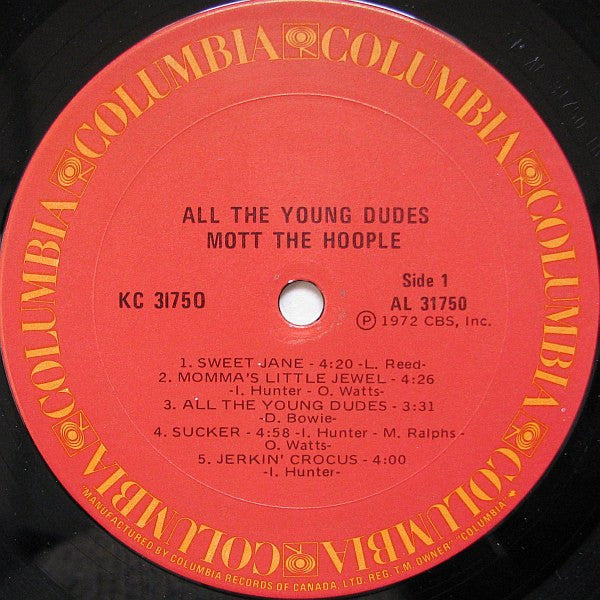 COLUMBIA COLUMBIA COLUMBIA COLUMBIA COLUMBIA COLUMBIA
ALL THE YOUNG DUDES
MOTT THE HOOPLE
KC 31750
Side 1
AL 31750
Ⓟ 1972 CBS, Inc.
1. SWEET JANE - 4:20 -L. Reed-
2. MOMMA'S LITTLE JEWEL - 4:26
-I. Hunter - O. Watts-
3. ALL THE YOUNG DUDES - 3:31
-D. Bowie-
4. SUCKER - 4:58 -I. Hunter - M. Ralphs -
O. Watts-
5. JERKIN' CROCUS - 4:00
-I. Hunter-
MANUFACTURED BY COLUMBIA RECORDS OF CANADA, LTD. REG. T.M. OWNER "COLUMBIA"